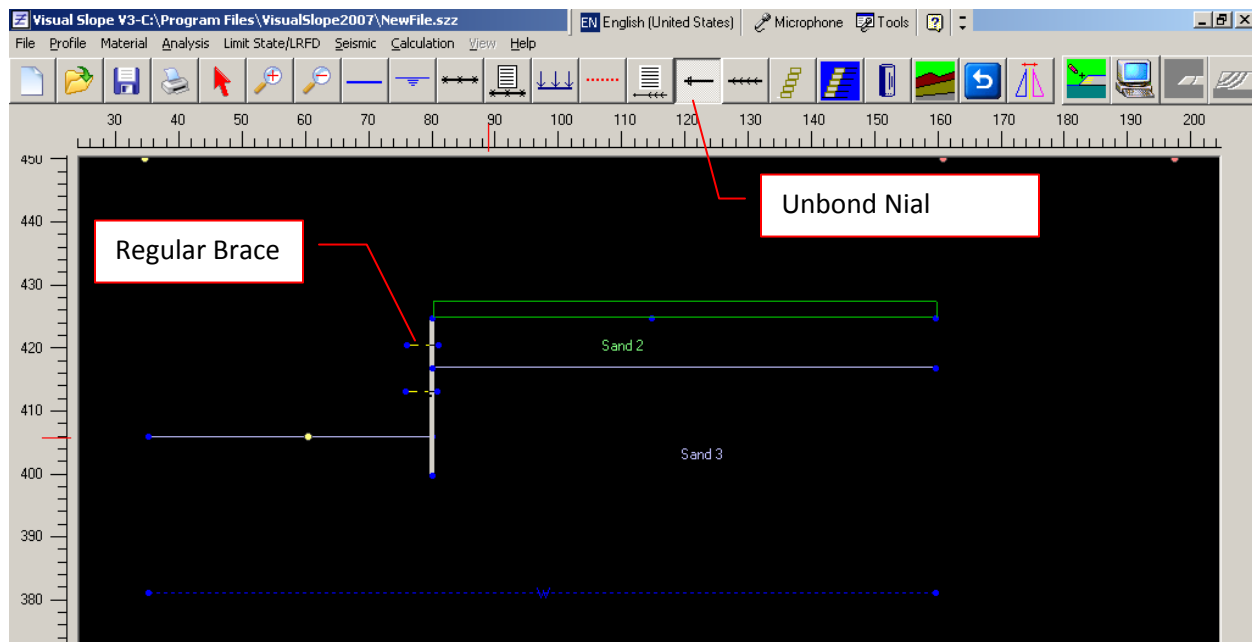 Visual Slope V3-C:\Program Files\VisualSlope2007\NewFile.szz EN English (United States) Microphone Tools ?
File Profile Material Analysis Limit State/LRFD Seismic Calculation View Help
30 40 50 60 70 80 90 100 110 120 130 140 150 160 170 180 190 200
450
Unbond Nial
440
Regular Brace
430
420
Sand 2
410
400
Sand 3
390
380
W